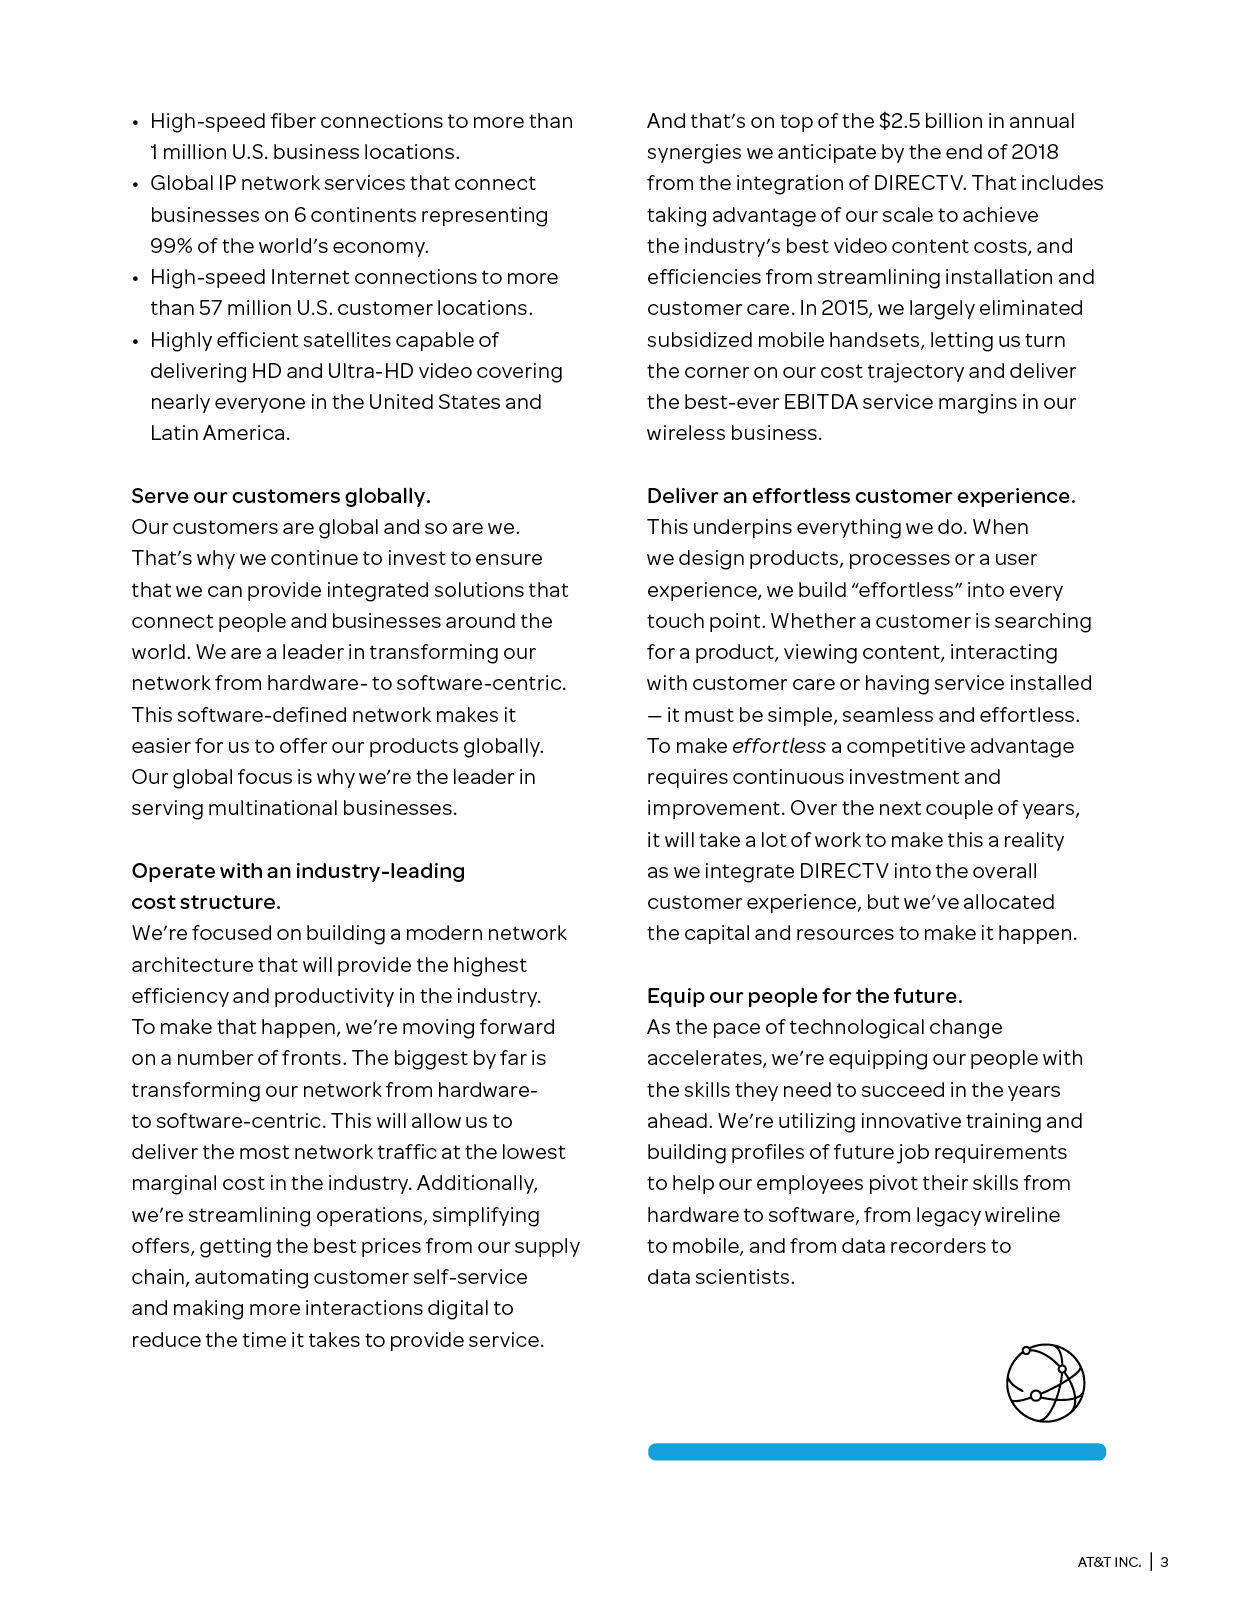 • High-speed fiber connections to more than
1 million U.S. business locations.
• Global IP network services that connect
businesses on 6 continents representing
99% of the world’s economy.
• High-speed Internet connections to more
than 57 million U.S. customer locations.
• Highly efficient satellites capable of
delivering HD and Ultra-HD video covering
nearly everyone in the United States and
Latin America.
Serve our customers globally.
Our customers are global and so are we.
That’s why we continue to invest to ensure
that we can provide integrated solutions that
connect people and businesses around the
world. We are a leader in transforming our
network from hardware- to software-centric.
This software-defined network makes it
easier for us to offer our products globally.
Our global focus is why we’re the leader in
serving multinational businesses.
Operate with an industry-leading
cost structure.
We’re focused on building a modern network
architecture that will provide the highest
efficiency and productivity in the industry.
To make that happen, we’re moving forward
on a number of fronts. The biggest by far is
transforming our network from hardware-
to software-centric. This will allow us to
deliver the most network traffic at the lowest
marginal cost in the industry. Additionally,
we’re streamlining operations, simplifying
offers, getting the best prices from our supply
chain, automating customer self-service
and making more interactions digital to
reduce the time it takes to provide service.
And that’s on top of the $2.5 billion in annual
synergies we anticipate by the end of 2018
from the integration of DIRECTV. That includes
taking advantage of our scale to achieve
the industry’s best video content costs, and
efficiencies from streamlining installation and
customer care. In 2015, we largely eliminated
subsidized mobile handsets, letting us turn
the corner on our cost trajectory and deliver
the best-ever EBITDA service margins in our
wireless business.
Deliver an effortless customer experience.
This underpins everything we do. When
we design products, processes or a user
experience, we build “effortless” into every
touch point. Whether a customer is searching
for a product, viewing content, interacting
with customer care or having service installed
— it must be simple, seamless and effortless.
To make effortless a competitive advantage
requires continuous investment and
improvement. Over the next couple of years,
it will take a lot of work to make this a reality
as we integrate DIRECTV into the overall
customer experience, but we’ve allocated
the capital and resources to make it happen.
Equip our people for the future.
As the pace of technological change
accelerates, we’re equipping our people with
the skills they need to succeed in the years
ahead. We’re utilizing innovative training and
building profiles of future job requirements
to help our employees pivot their skills from
hardware to software, from legacy wireline
to mobile, and from data recorders to
data scientists.
AT&T INC. | 3